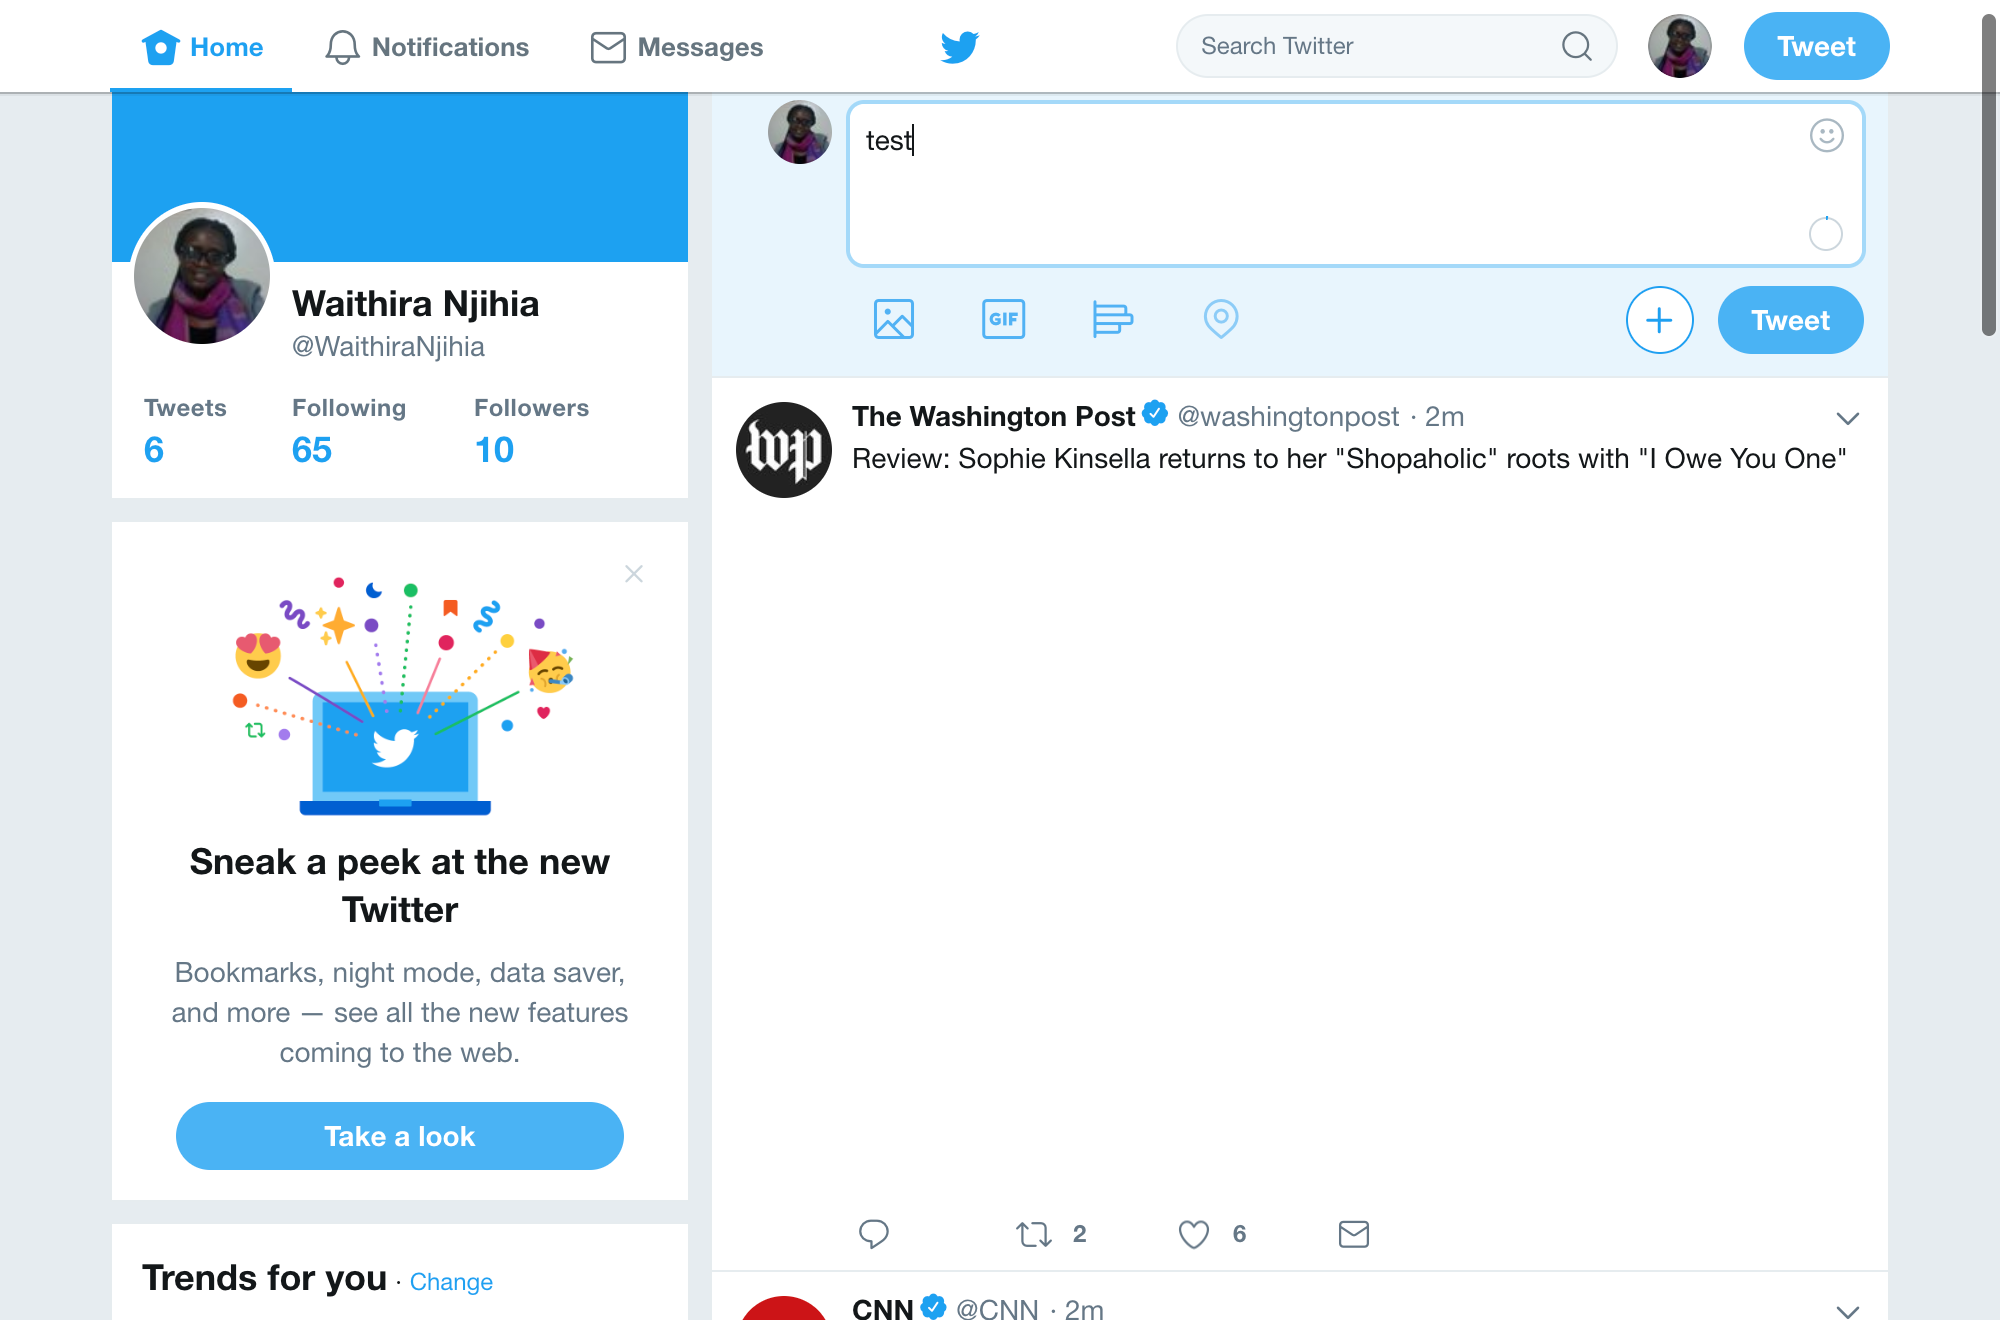 Home
Notifications
Messages
Search Twitter
Tweet
test
GIF
Tweet
Waithira Njihia
@WaithiraNjihia
Tweets Following Followers
6 65 10
Sneak a peek at the new
Twitter
Bookmarks, night mode, data saver,
and more — see all the new features
coming to the web.
Take a look
Trends for you · Change
wp
The Washington Post @washingtonpost · 2m
Review: Sophie Kinsella returns to her "Shopaholic" roots with "I Owe You One"
2 6
CNN @CNN · 2m